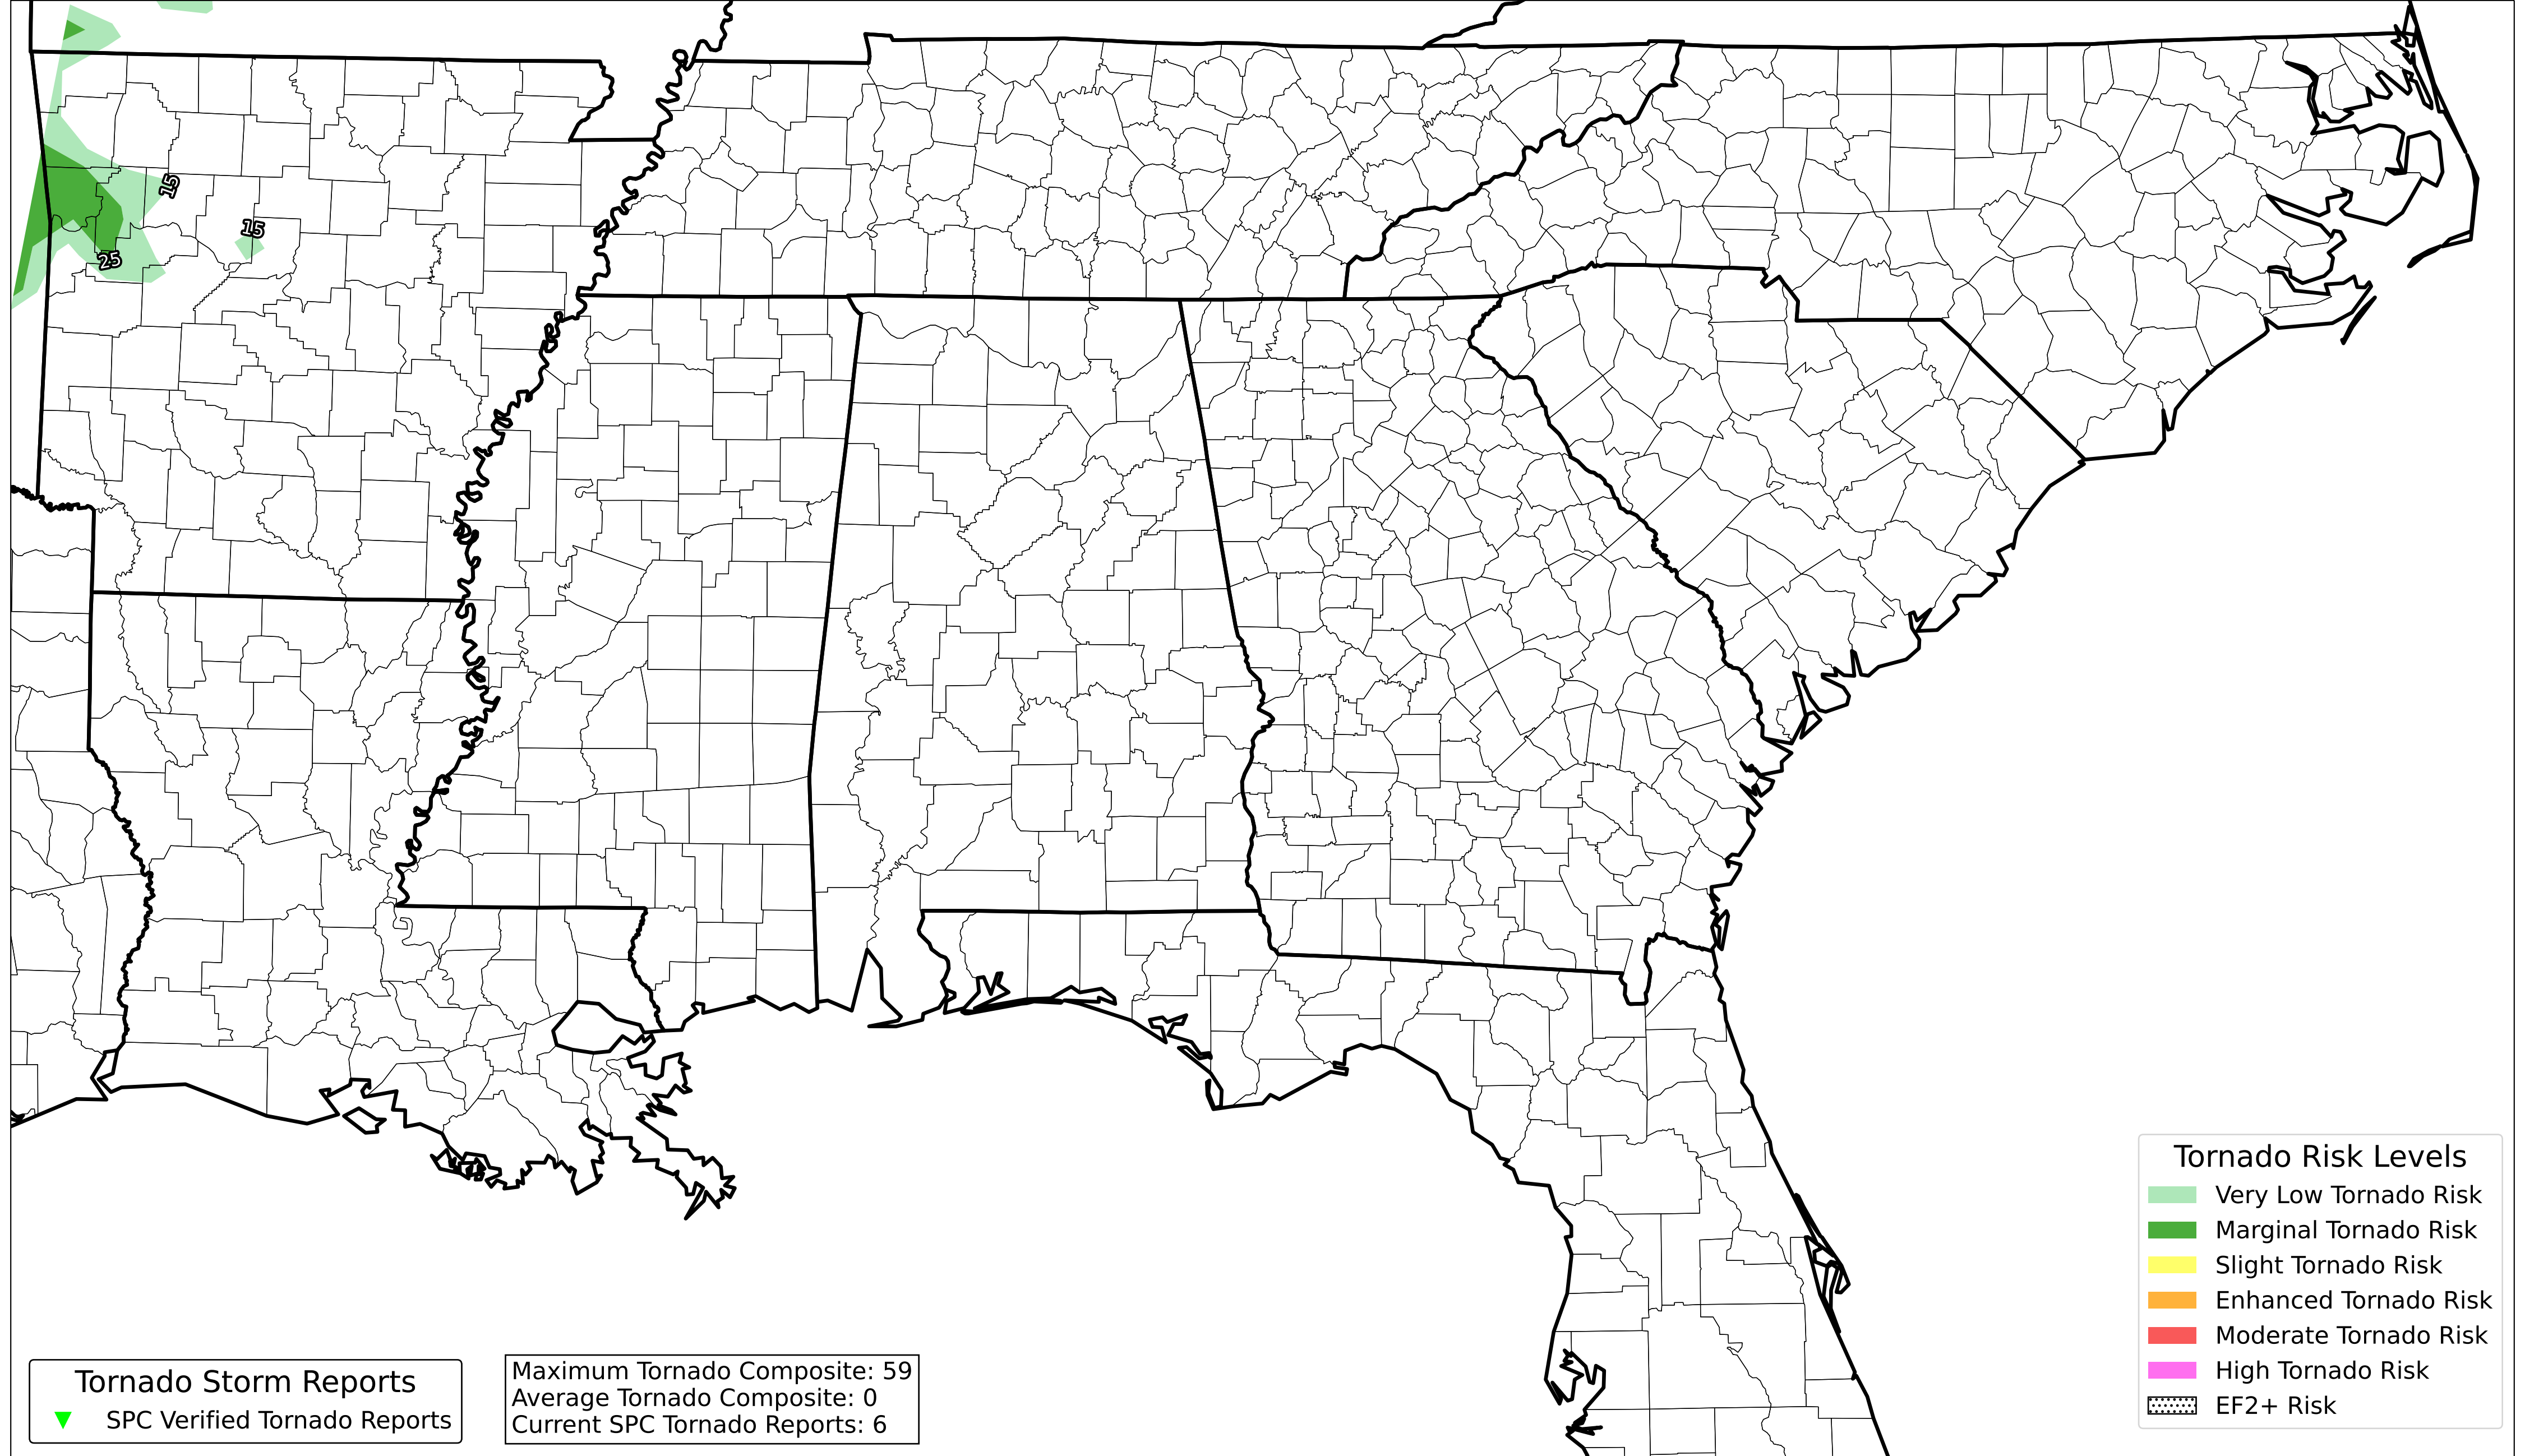 15
15
25
Tornado Risk Levels
Very Low Tornado Risk
Marginal Tornado Risk
Slight Tornado Risk
Enhanced Tornado Risk
Moderate Tornado Risk
High Tornado Risk
EF2+ Risk
Tornado Storm Reports
SPC Verified Tornado Reports
Maximum Tornado Composite: 59
Average Tornado Composite: 0
Current SPC Tornado Reports: 6